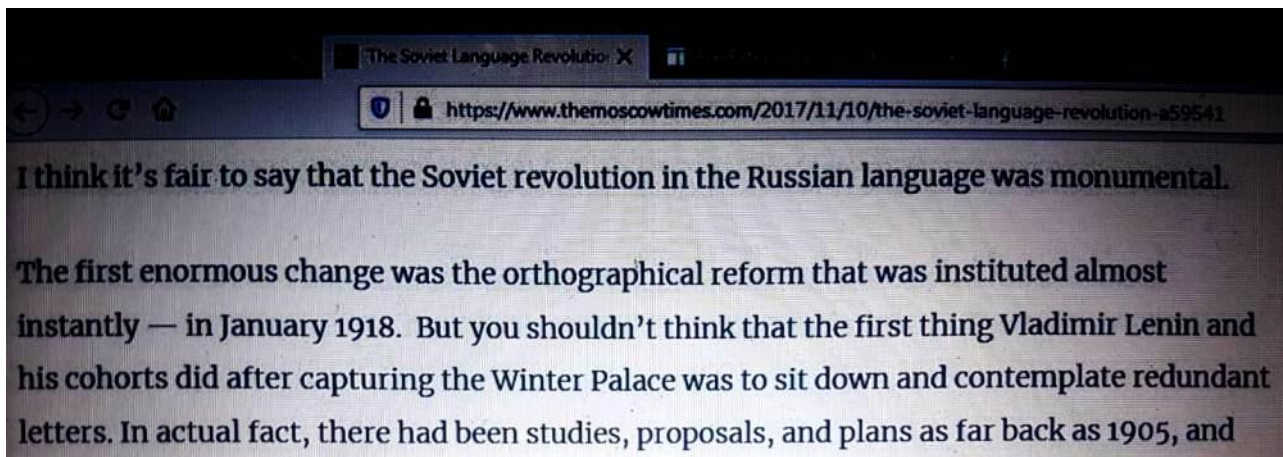 The Soviet Language Revolutio
https://www.themoscowtimes.com/2017/11/10/the-soviet-language-revolution-a59541
I think it's fair to say that the Soviet revolution in the Russian language was monumental.
The first enormous change was the orthographical reform that was instituted almost
instantly — in January 1918. But you shouldn't think that the first thing Vladimir Lenin and
his cohorts did after capturing the Winter Palace was to sit down and contemplate redundant
letters. In actual fact, there had been studies, proposals, and plans as far back as 1905, and